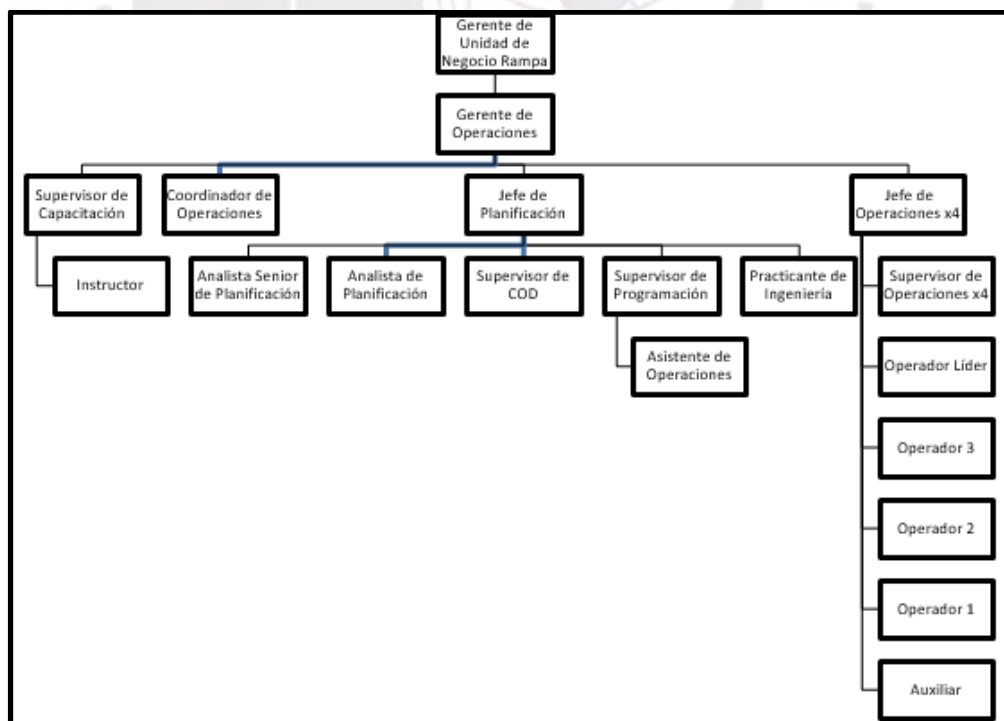 Gerente de
Unidad de
Negocio Rampa
Gerente de
Operaciones
Supervisor de
Capacitación
Coordinador de
Operaciones
Jefe de
Planificación
Jefe de
Operaciones x4
Instructor
Analista Senior
de Planificación
Analista de
Planificación
Supervisor de
COD
Supervisor de
Programación
Practicante de
Ingeniería
Supervisor de
Operaciones x4
Asistente de
Operaciones
Operador Líder
Operador 3
Operador 2
Operador 1
Auxiliar